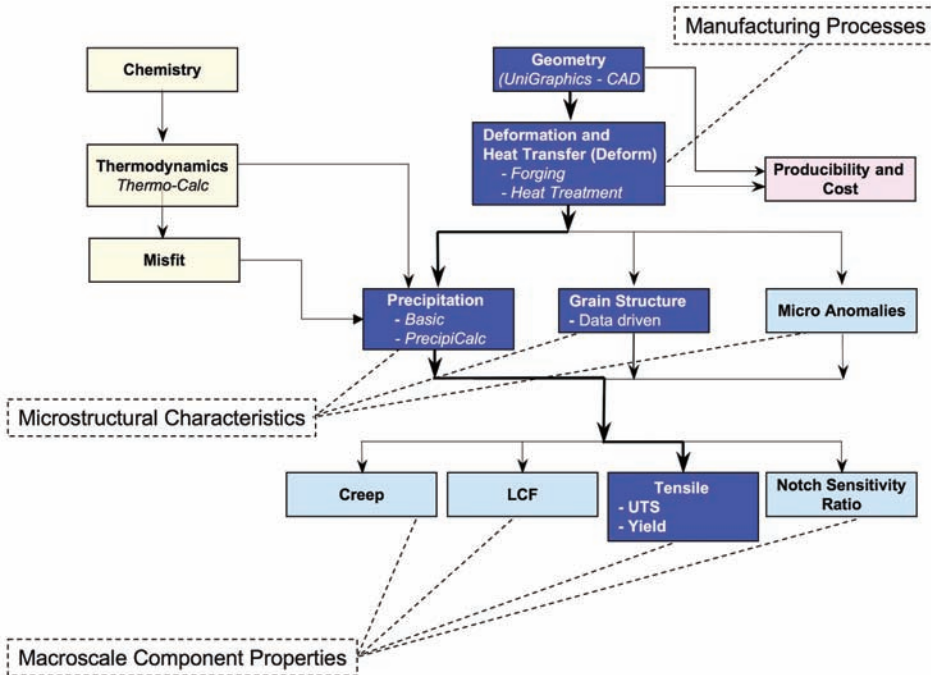 Manufacturing Processes
Chemistry
Geometry
(UniGraphics - CAD
Deformation and
Heat Transfer (Deform)
- Forging
- Heat Treatment
Thermodynamics
Thermo-Calc
Producibility and
Cost
Misfit
Precipitation
- Basic
- PrecipiCalc
Grain Structure
- Data driven
Micro Anomalies
Microstructural Characteristics
Creep
LCF
Tensile
- UTS
- Yield
Notch Sensitivity
Ratio
Macroscale Component Properties